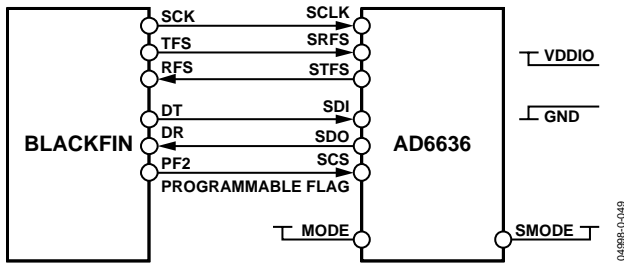 SCK SCLK
TFS SRFS
RFS STFS
VDDIO
DT SDI
GND
DR SDO
BLACKFIN AD6636
PF2 SCS
PROGRAMMABLE FLAG
MODE SMODE
04998-0-049